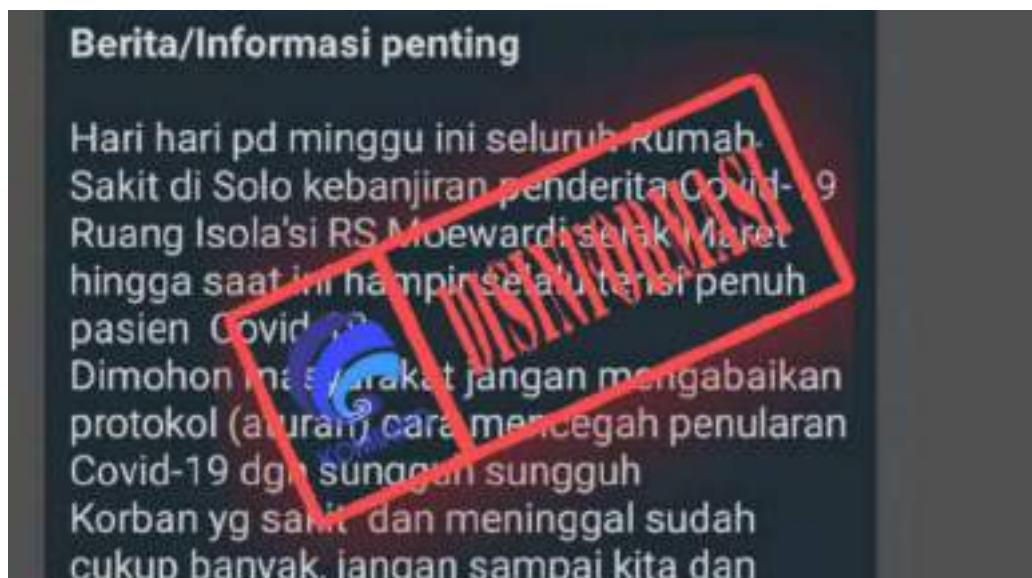 Berita/Informasi penting
Hari hari pd minggu ini seluruh Rumah
Sakit di Solo kebanjiran penderita Covid-19
Ruang Isola'si RS Moewardi sejak Maret
hingga saat ini hampir selalu terisi penuh
pasien Covid
Dimohon masyarakat jangan mengabaikan
protokol (aturan) cara mencegah penularan
Covid-19 dgn sungguh sungguh
Korban yg sakit dan meninggal sudah
cukup banyak, jangan sampai kita dan
DISINFORMASI
KOMINFO